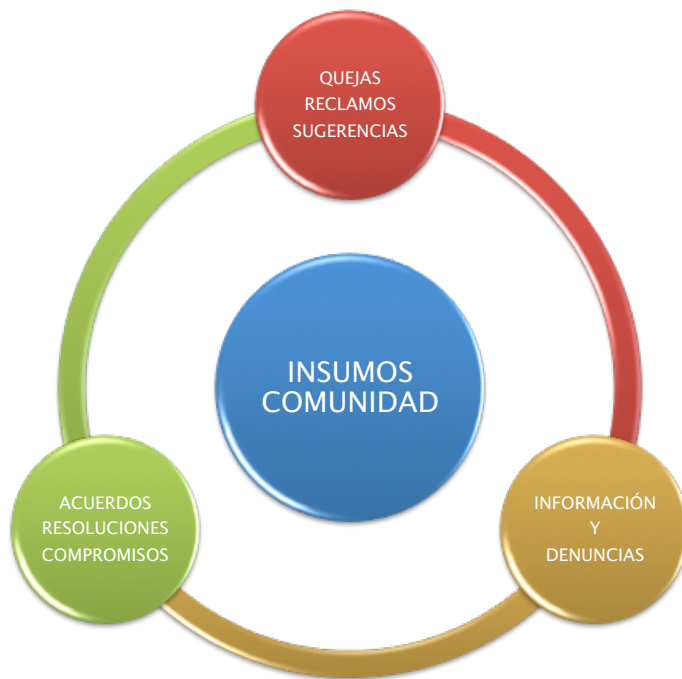 QUEJAS
RECLAMOS
SUGERENCIAS
INSUMOS
COMUNIDAD
ACUERDOS
RESOLUCIONES
COMPROMISOS
INFORMACIÓN
Y
DENUNCIAS